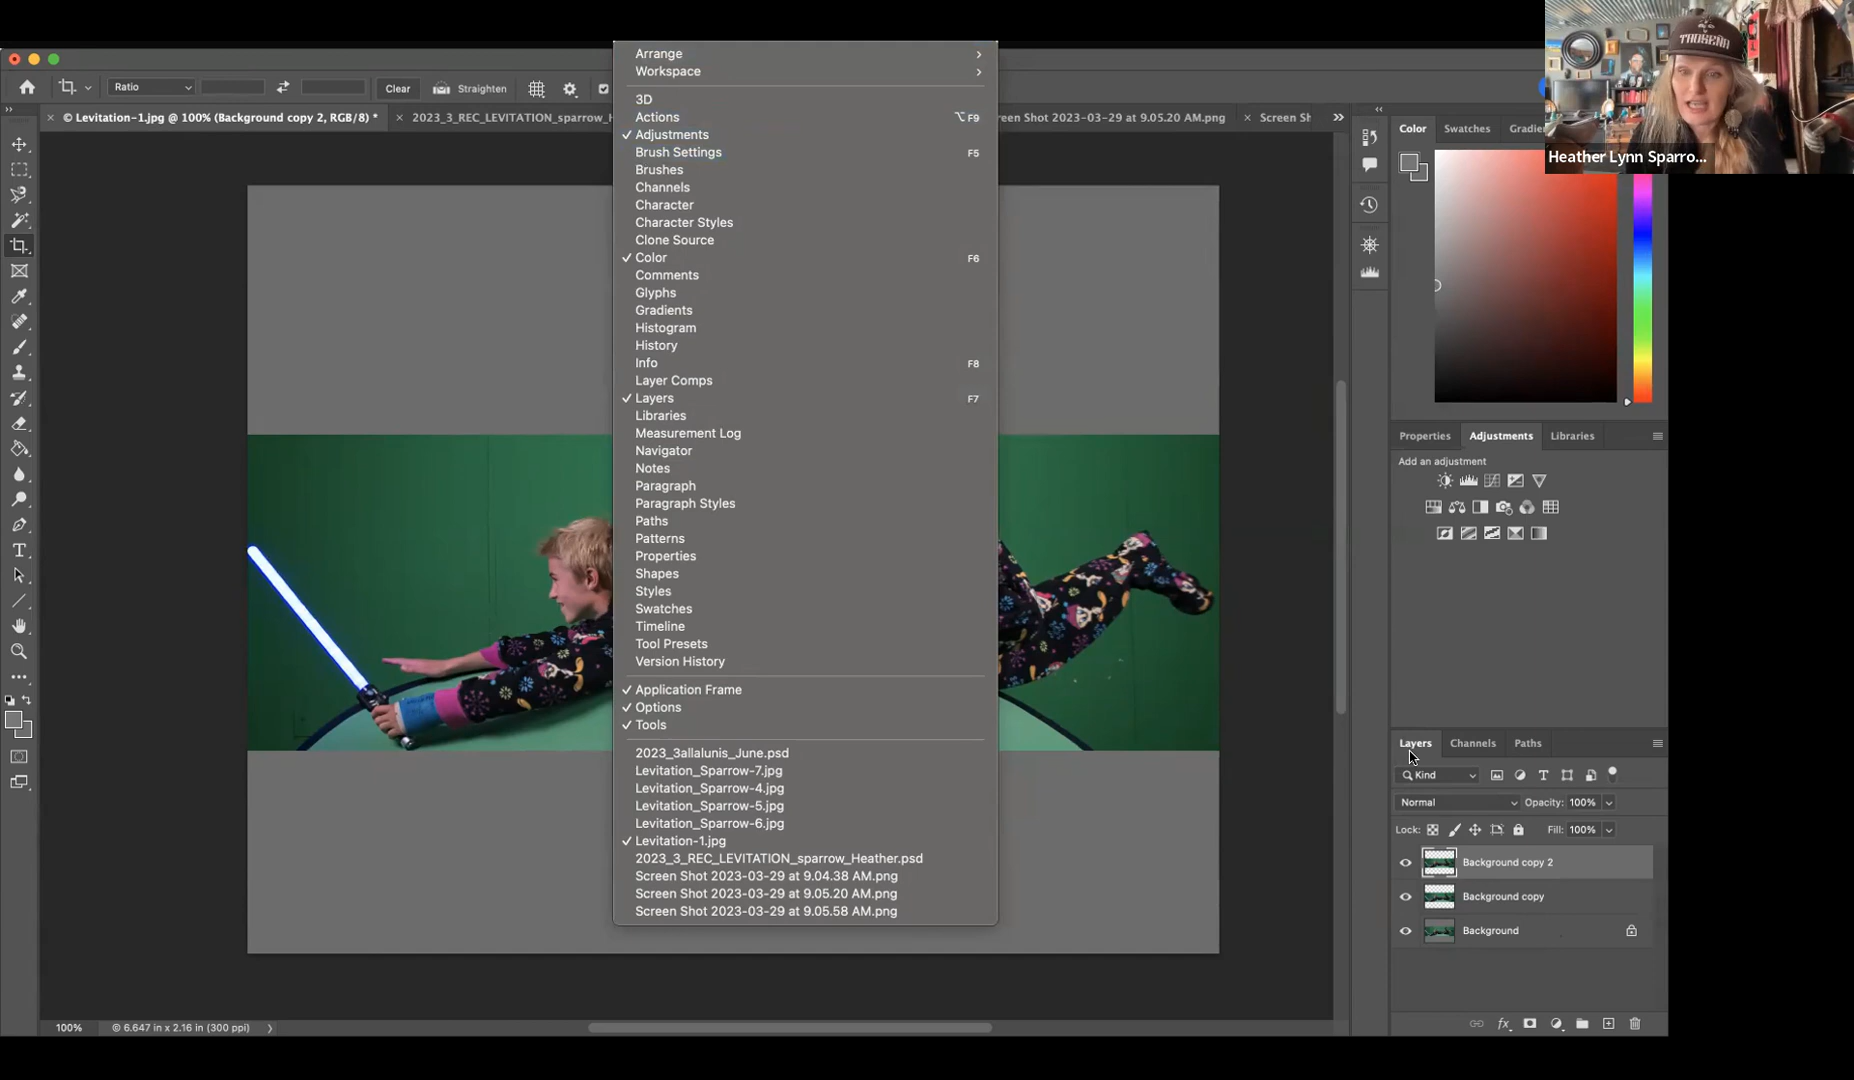 Ratio
Clear
Straighten
© Levitation-1.jpg @ 100% (Background copy 2, RGB/8) *
2023_3_REC_LEVITATION_sparrow_H
reen Shot 2023-03-29 at 9.05.20 AM.png
Screen Sh
Arrange
Workspace
3D
Actions ⌥F9
✓ Adjustments
Brush Settings F5
Brushes
Channels
Character
Character Styles
Clone Source
✓ Color F6
Comments
Glyphs
Gradients
Histogram
History
Info F8
Layer Comps
✓ Layers F7
Libraries
Measurement Log
Navigator
Notes
Paragraph
Paragraph Styles
Paths
Patterns
Properties
Shapes
Styles
Swatches
Timeline
Tool Presets
Version History
✓ Application Frame
✓ Options
✓ Tools
2023_3allalunis_June.psd
Levitation_Sparrow-7.jpg
Levitation_Sparrow-4.jpg
Levitation_Sparrow-5.jpg
Levitation_Sparrow-6.jpg
✓ Levitation-1.jpg
2023_3_REC_LEVITATION_sparrow_Heather.psd
Screen Shot 2023-03-29 at 9.04.38 AM.png
Screen Shot 2023-03-29 at 9.05.20 AM.png
Screen Shot 2023-03-29 at 9.05.58 AM.png
Heather Lynn Sparro...
Color Swatches Gradien
Properties Adjustments Libraries
Add an adjustment
Layers Channels Paths
Kind
Normal Opacity: 100%
Lock: Fill: 100%
Background copy 2
Background copy
Background
fx
100% © 6.647 in x 2.16 in (300 ppi)